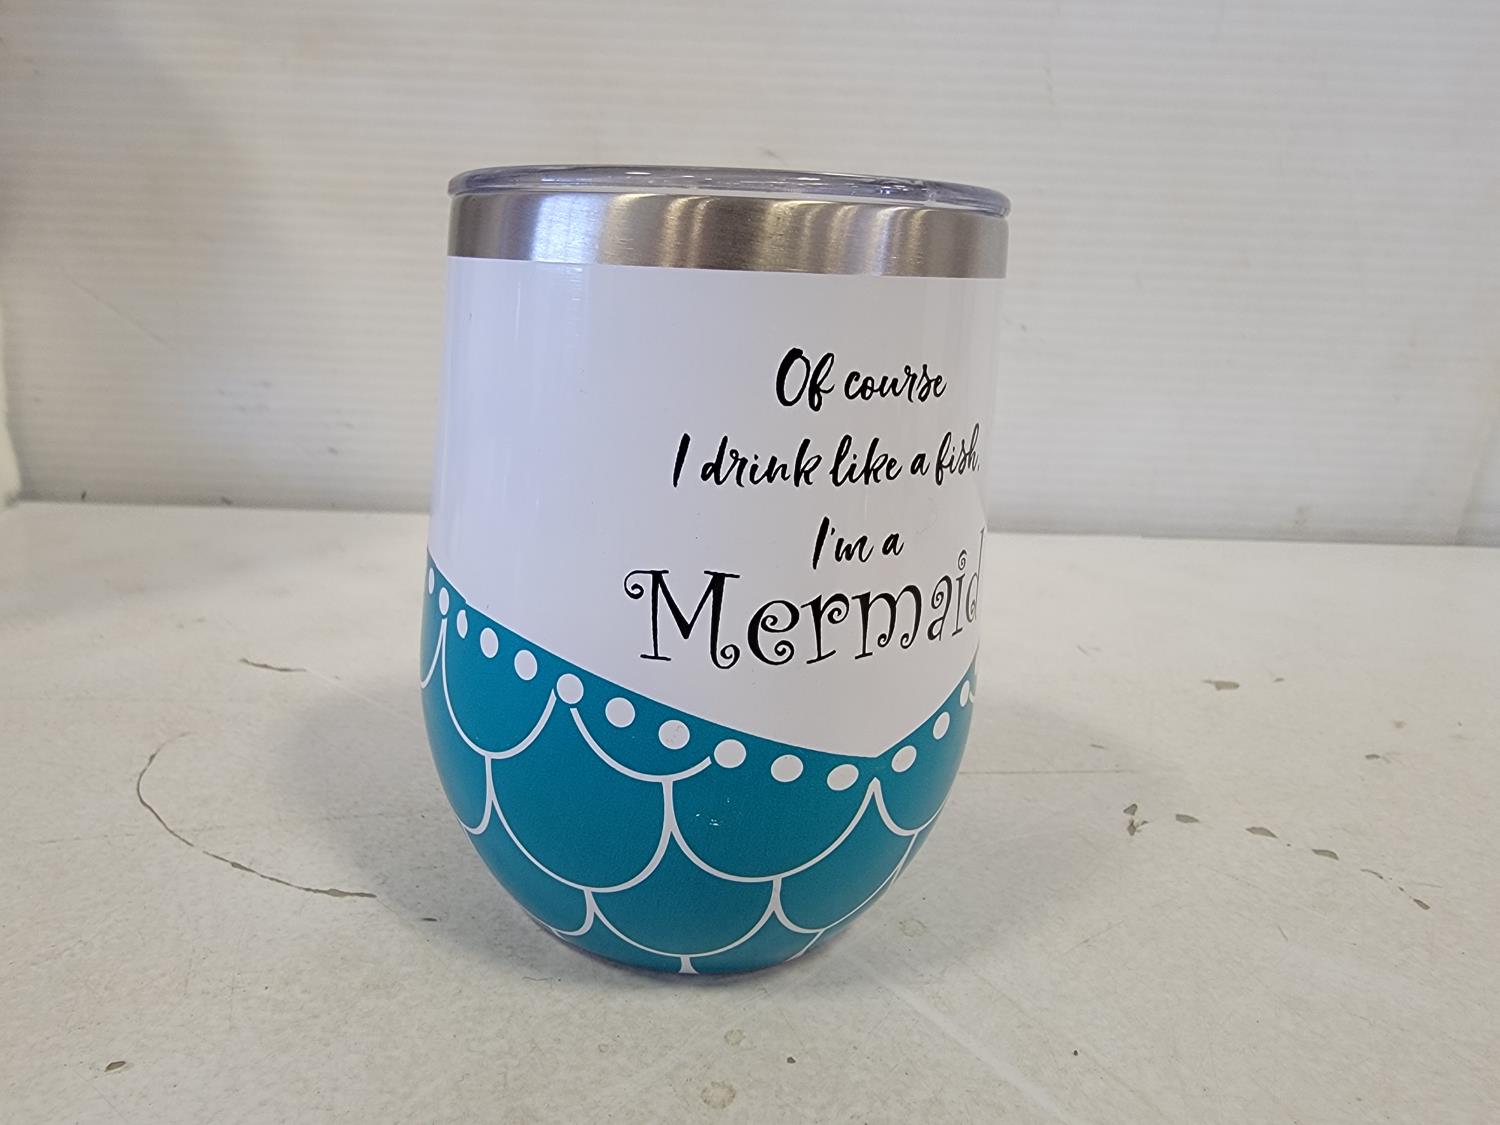 Of course
I drink like a fish,
I'm a
Mermaid